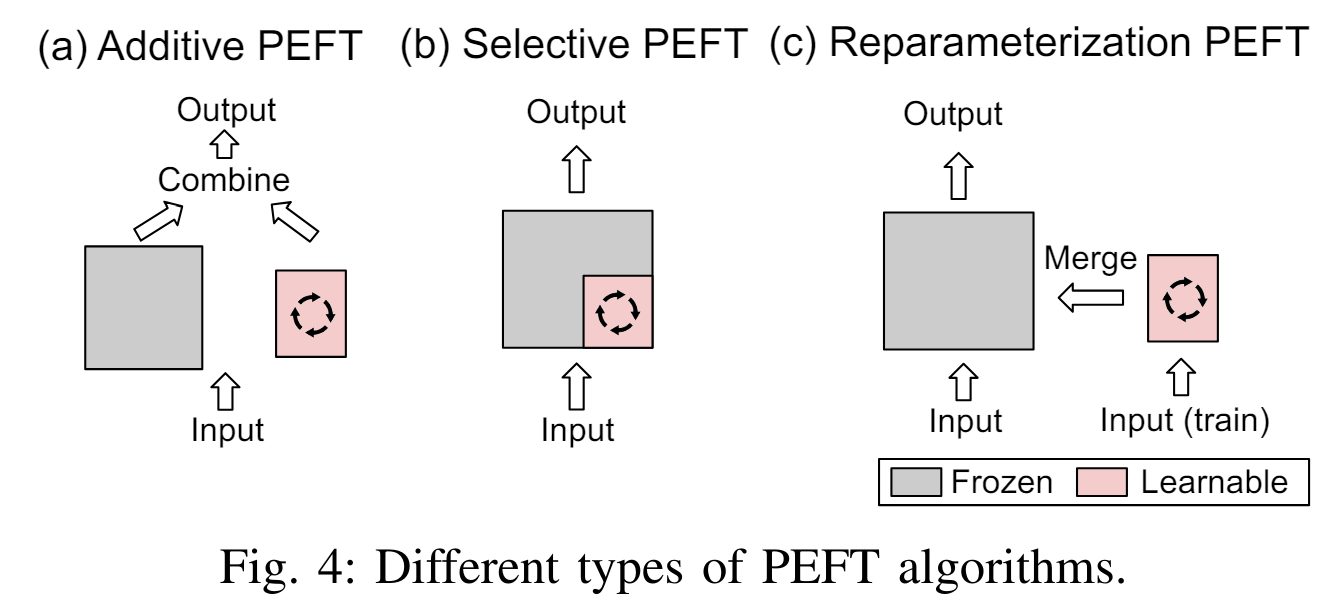 (a) Additive PEFT
Output
Combine
Input
(b) Selective PEFT
Output
Input
(c) Reparameterization PEFT
Output
Merge
Input
Input (train)
Frozen
Learnable
Fig. 4: Different types of PEFT algorithms.